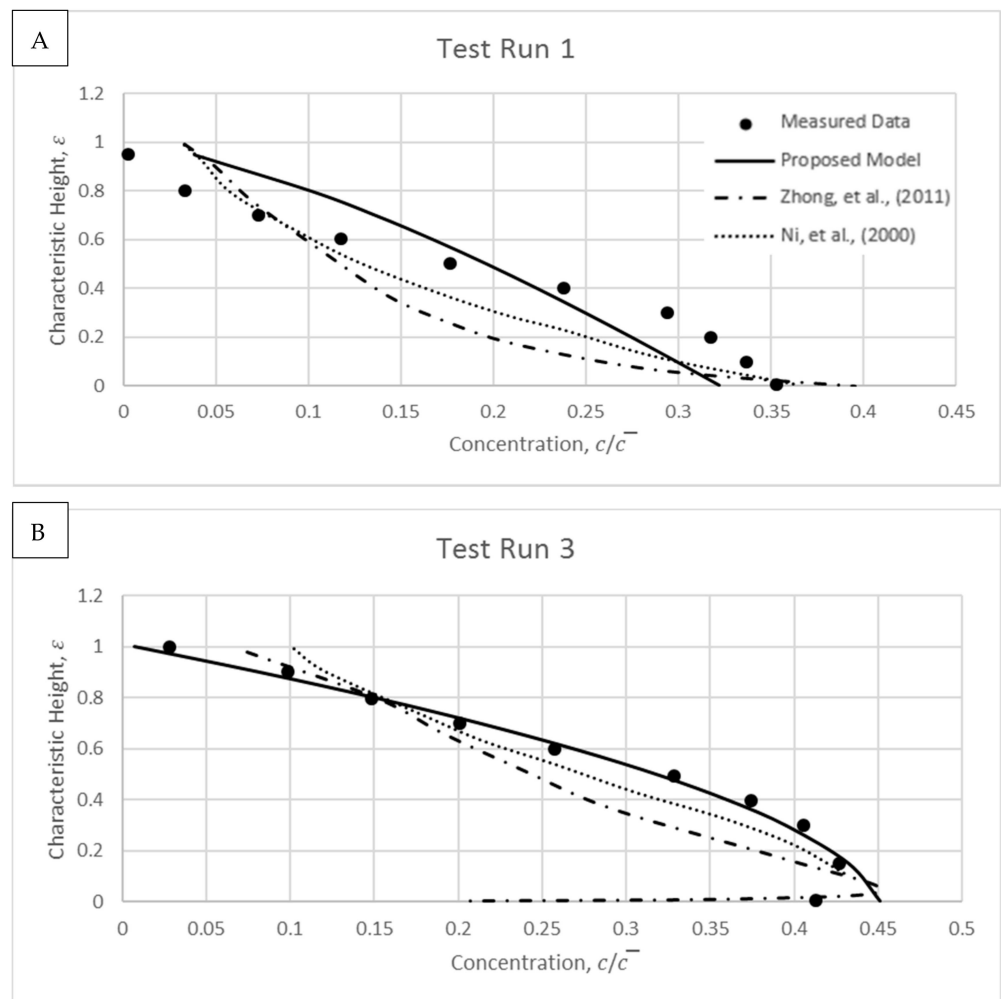 A
Test Run 1
1.2
1
0.8
0.6
0.4
0.2
0
Characteristic Height, ε
0 0.05 0.1 0.15 0.2 0.25 0.3 0.35 0.4 0.45
Concentration, c/c̅
Measured Data
Proposed Model
Zhong, et al., (2011)
Ni, et al., (2000)
B
Test Run 3
1.2
1
0.8
0.6
0.4
0.2
0
Characteristic Height, ε
0 0.05 0.1 0.15 0.2 0.25 0.3 0.35 0.4 0.45 0.5
Concentration, c/c̅